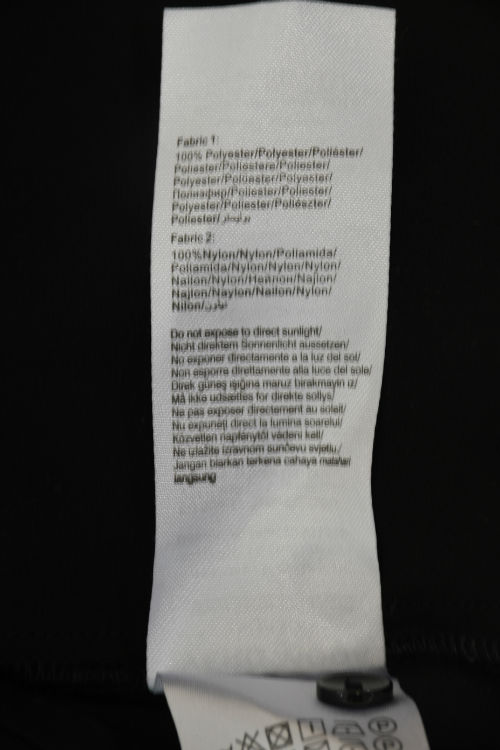 Fabric 1:
100% Polyester/Polyester/Poliéster/
Poliester/Poliestere/Poliester/
Polyester/Polüester/Polyester/
Полиэфир/Poliester/Poliester/
Polyester/Poliester/Poliészter/
Poliester/
Fabric 2:
100%Nylon/Nylon/Poliamida/
Poliamida/Nylon/Nylon/Nylon/
Nailon/Nylon/Нейлон/Najlon/
Najlon/Naylon/Nailon/Nylon/
Nilon/نايلون
Do not expose to direct sunlight/
Nicht direktem Sonnenlicht aussetzen/
No exponer directamente a la luz del sol/
Non esporre direttamente alla luce del sole/
Direk güneş ışığına maruz bırakmayın iz/
Må ikke udsættes for direkte sollys/
Ne pas exposer directement au soleil/
Nu expuneți direct la lumina soarelui/
Közvetlen napfénytől védeni kell/
Ne izlažite izravnom sunčevu svjetlu/
Jangan biarkan terkena cahaya matahari
langsung